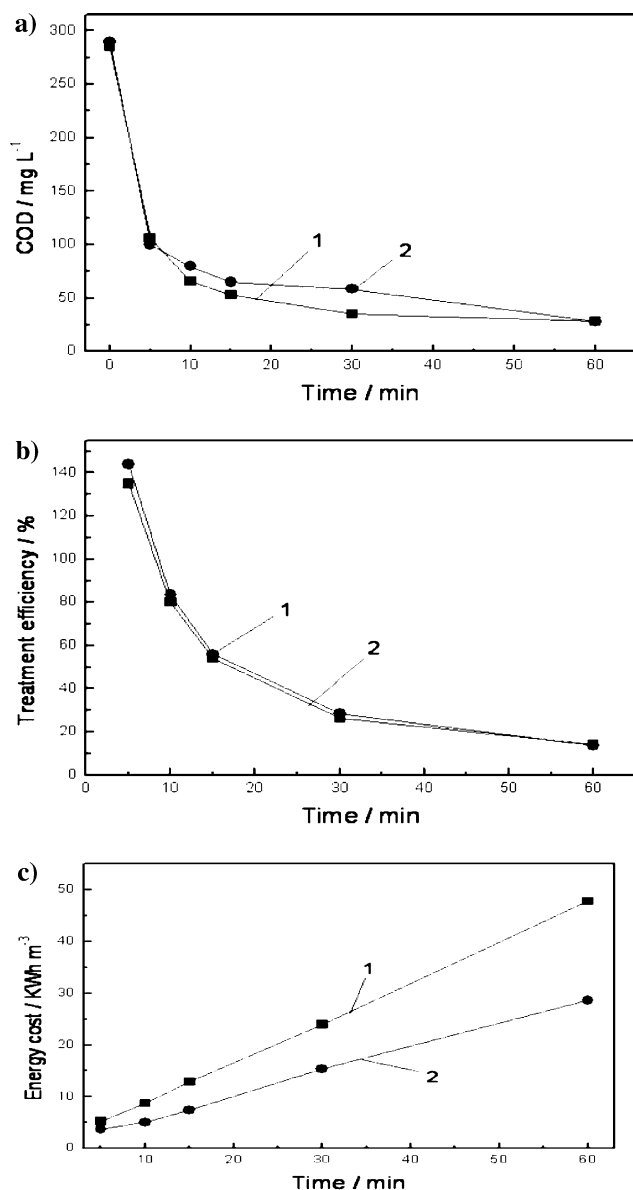 a)
300
250
200
150
100
50
0
COD / mg L⁻¹
1
2
0 10 20 30 40 50 60
Time / min
b)
140
120
100
80
60
40
20
0
Treatment efficiency / %
1
2
0 10 20 30 40 50 60
Time / min
c)
50
40
30
20
10
0
Energy cost / KWh m⁻³
1
2
10 20 30 40 50 60
Time / min